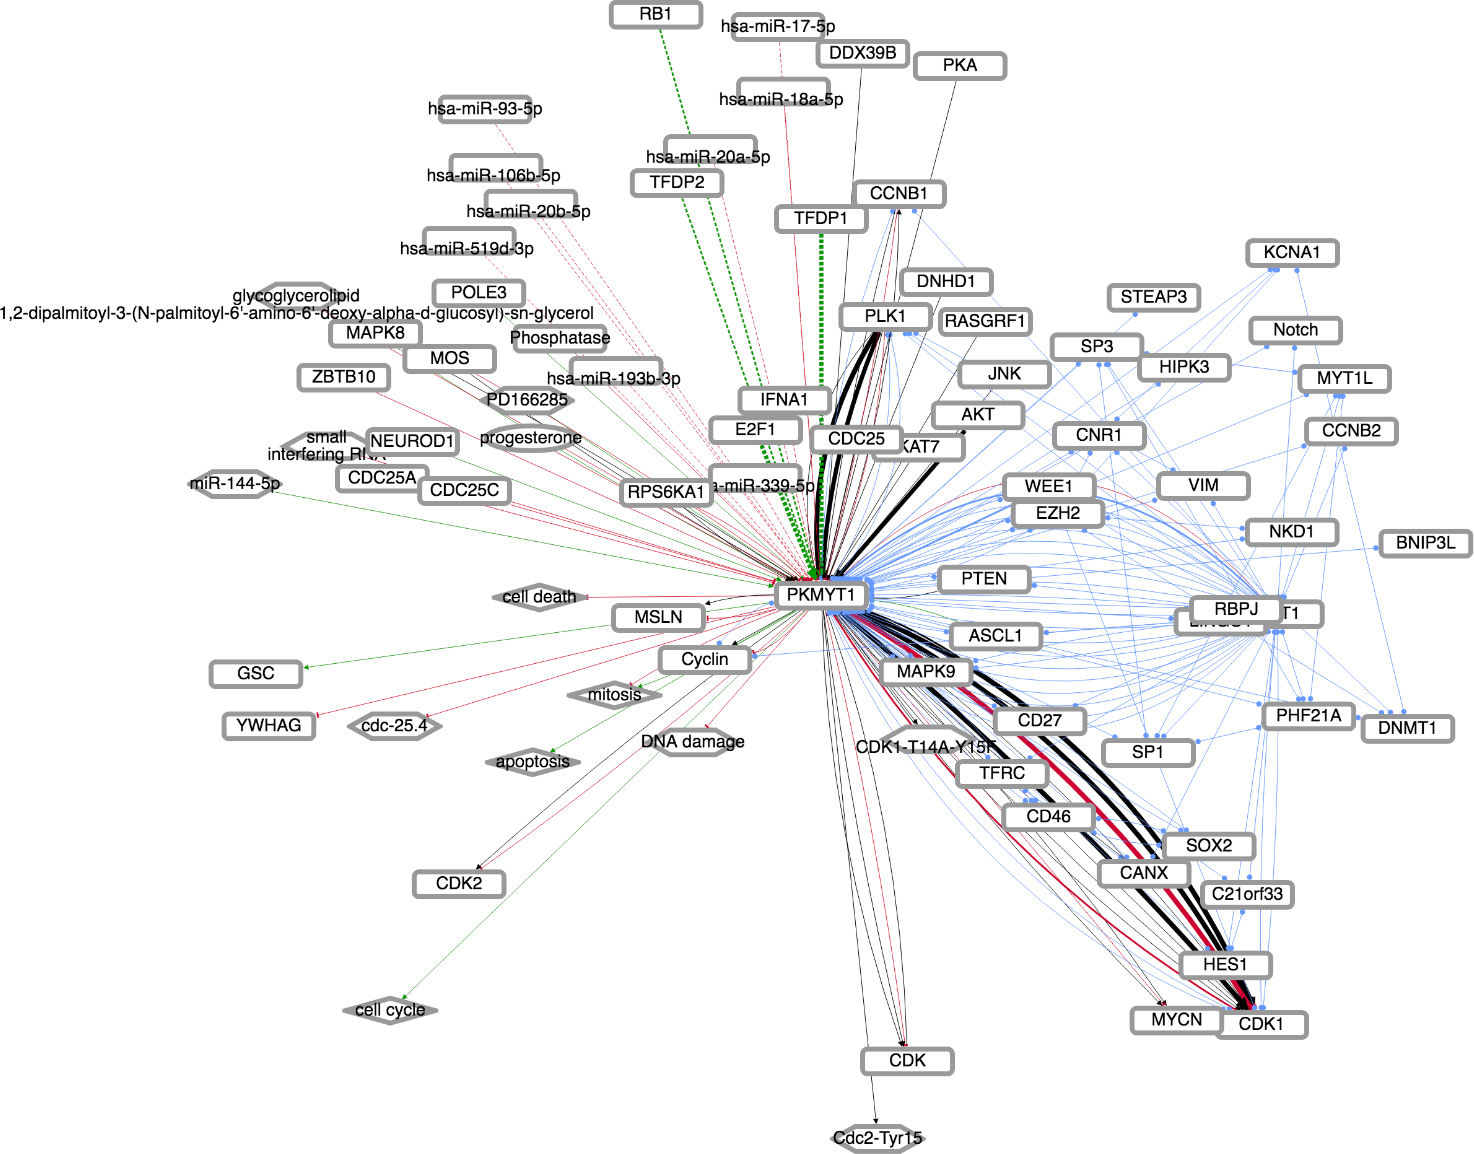 RB1
hsa-miR-17-5p
DDX39B
PKA
hsa-miR-18a-5p
hsa-miR-93-5p
hsa-miR-20a-5p
hsa-miR-106b-5p
TFDP2
CCNB1
hsa-miR-20b-5p
TFDP1
hsa-miR-519d-3p
KCNA1
DNHD1
POLE3
glycoglycerolipid
STEAP3
1,2-dipalmitoyl-3-(N-palmitoyl-6'-amino-6'-deoxy-alpha-d-glucosyl)-sn-glycerol
PLK1
RASGRF1
Notch
MAPK8
Phosphatase
SP3
MOS
HIPK3
JNK
ZBTB10
hsa-miR-193b-3p
MYT1L
PD166285
IFNA1
AKT
E2F1
CCNB2
CNR1
small
interfering RNA
NEUROD1
progesterone
CDC25
KAT7
CDC25A
miR-144-5p
CDC25C
RPS6KA1
a-miR-339-5p
WEE1
VIM
EZH2
NKD1
BNIP3L
PTEN
cell death
PKMYT1
MSLN
RBPJ
T1
ASCL1
Cyclin
GSC
MAPK9
mitosis
YWHAG
cdc-25.4
CD27
PHF21A
DNMT1
DNA damage
CDK1-T14A-Y15F
apoptosis
SP1
TFRC
CD46
SOX2
CANX
CDK2
C21orf33
HES1
cell cycle
MYCN
CDK1
CDK
Cdc2-Tyr15